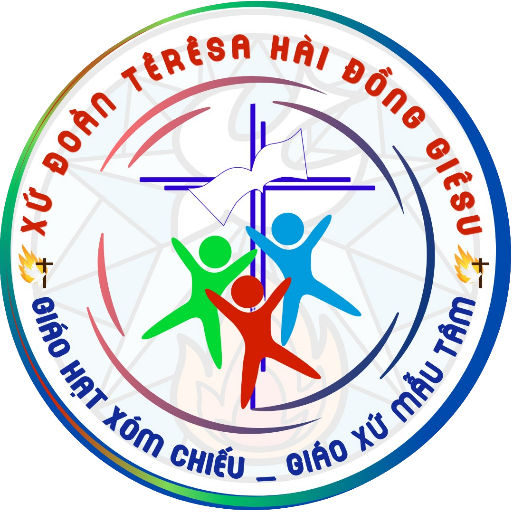 XỨ ĐOÀN TÊRÊSA HÀI ĐỒNG GIÊSU
GIÁO HẠT XÓM CHIẾU _ GIÁO XỨ MẪU TÂM